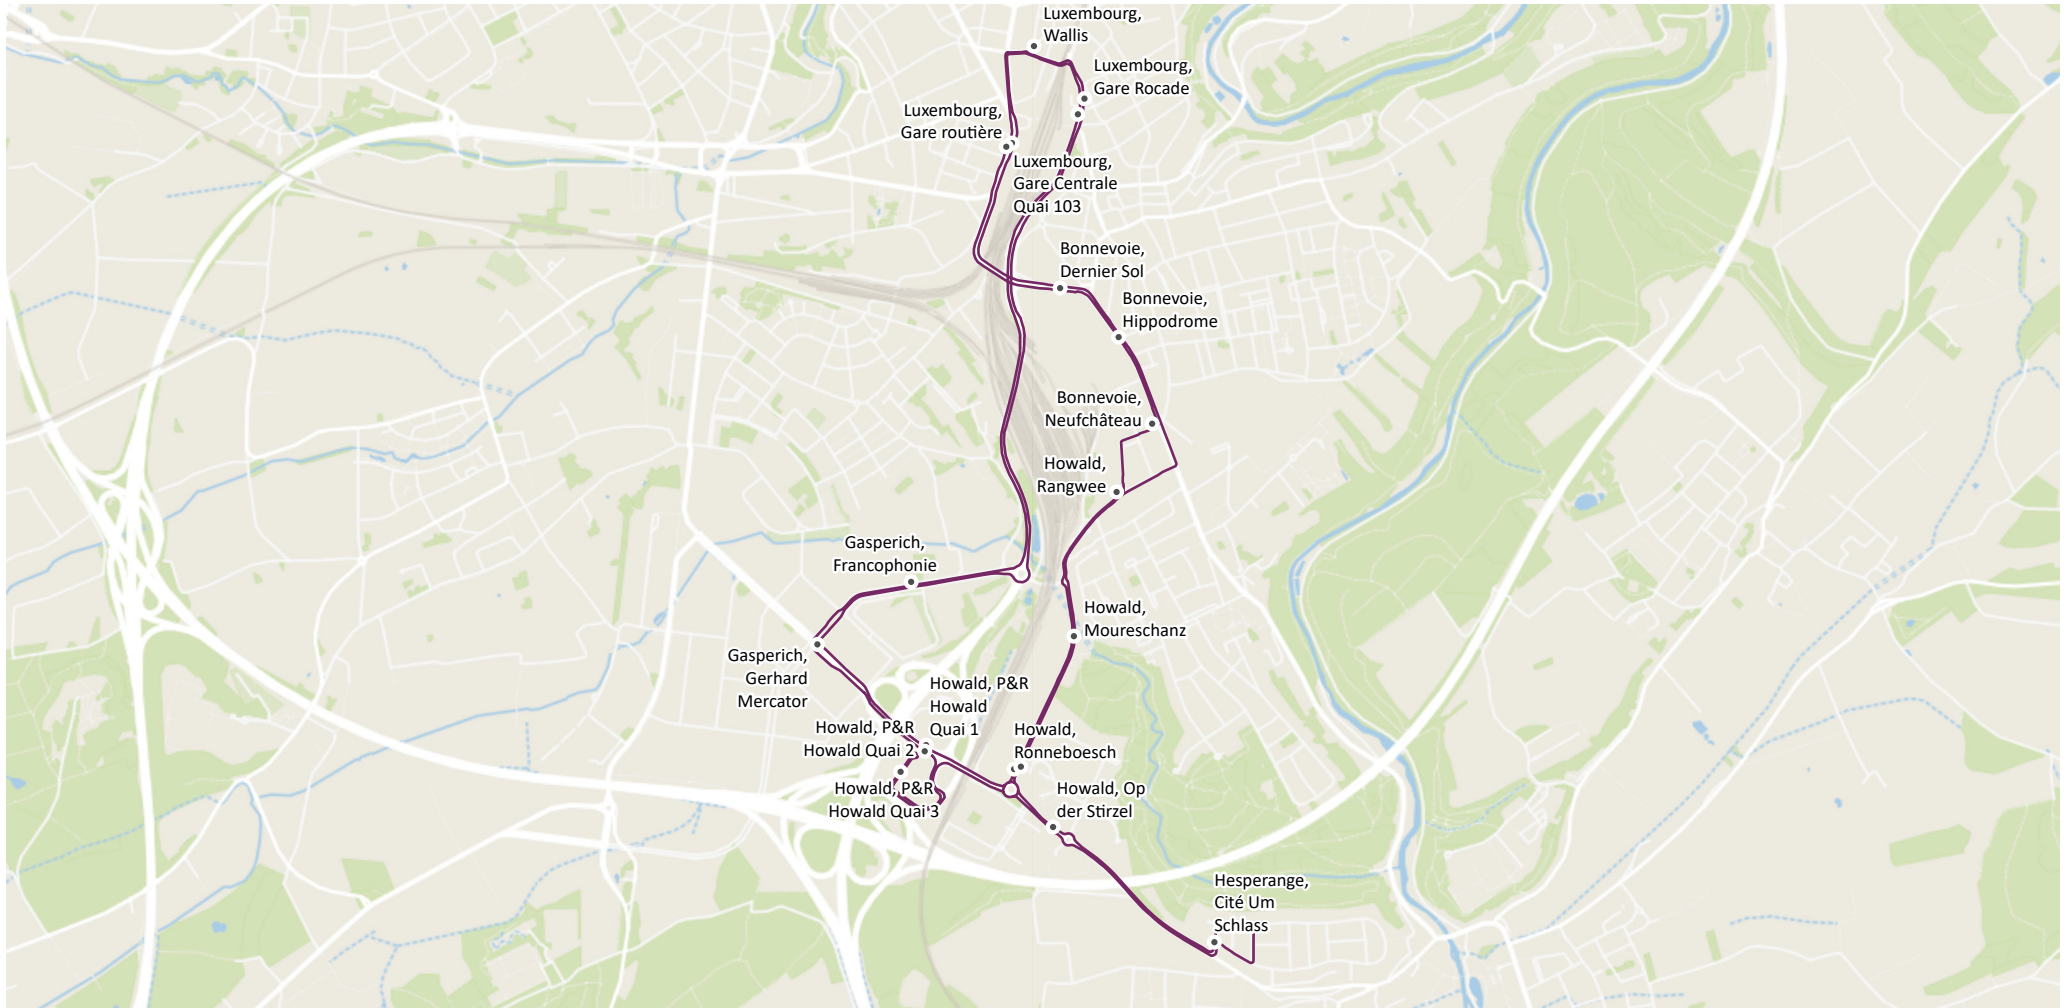 Luxembourg,
Wallis
Luxembourg,
Gare Rocade
Luxembourg,
Gare routière
Luxembourg,
Gare Centrale
Quai 103
Bonnevoie,
Dernier Sol
Bonnevoie,
Hippodrome
Bonnevoie,
Neufchâteau
Howald,
Rangwee
Gasperich,
Francophonie
Howald,
Moureschanz
Gasperich,
Gerhard
Mercator
Howald, P&R
Howald
Quai 1
Howald, P&R
Howald Quai 2
Howald,
Ronneboesch
Howald, P&R
Howald Quai 3
Howald, Op
der Stirzel
Hesperange,
Cité Um
Schlass